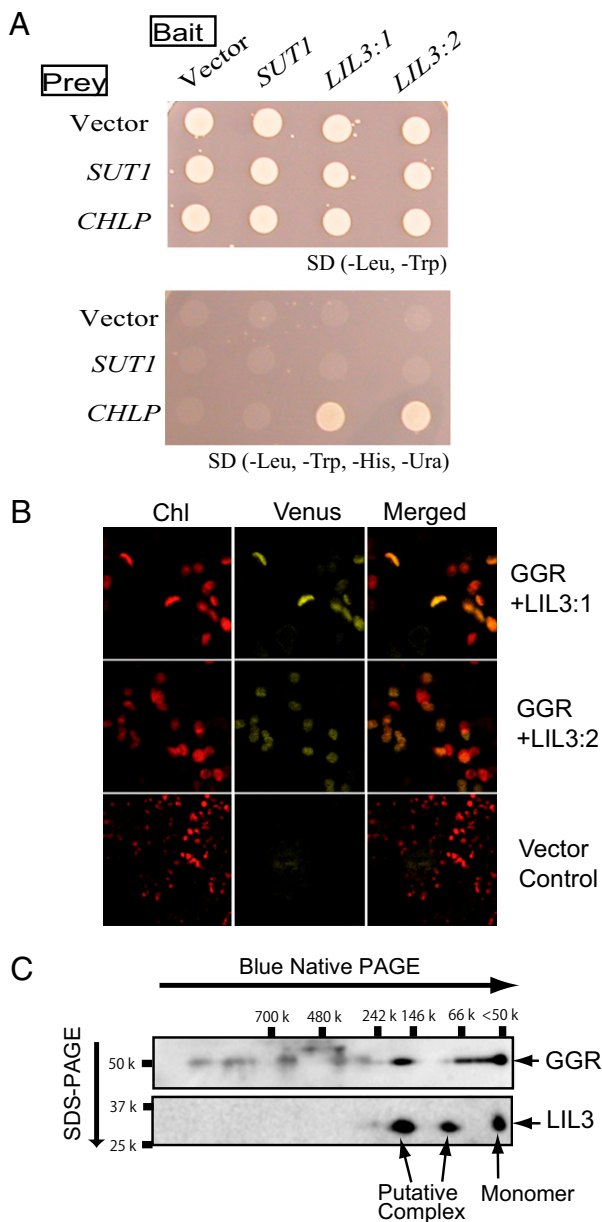 A
Bait
Prey
Vector SUT1 LIL3:1 LIL3:2
Vector
SUT1
CHLP
SD (-Leu, -Trp)
Vector
SUT1
CHLP
SD (-Leu, -Trp, -His, -Ura)
B
Chl Venus Merged
GGR
+LIL3:1
GGR
+LIL3:2
Vector
Control
C
Blue Native PAGE
700 k 480 k 242 k 146 k 66 k <50 k
SDS-PAGE
50 k
GGR
37 k
LIL3
25 k
Putative
Complex
Monomer